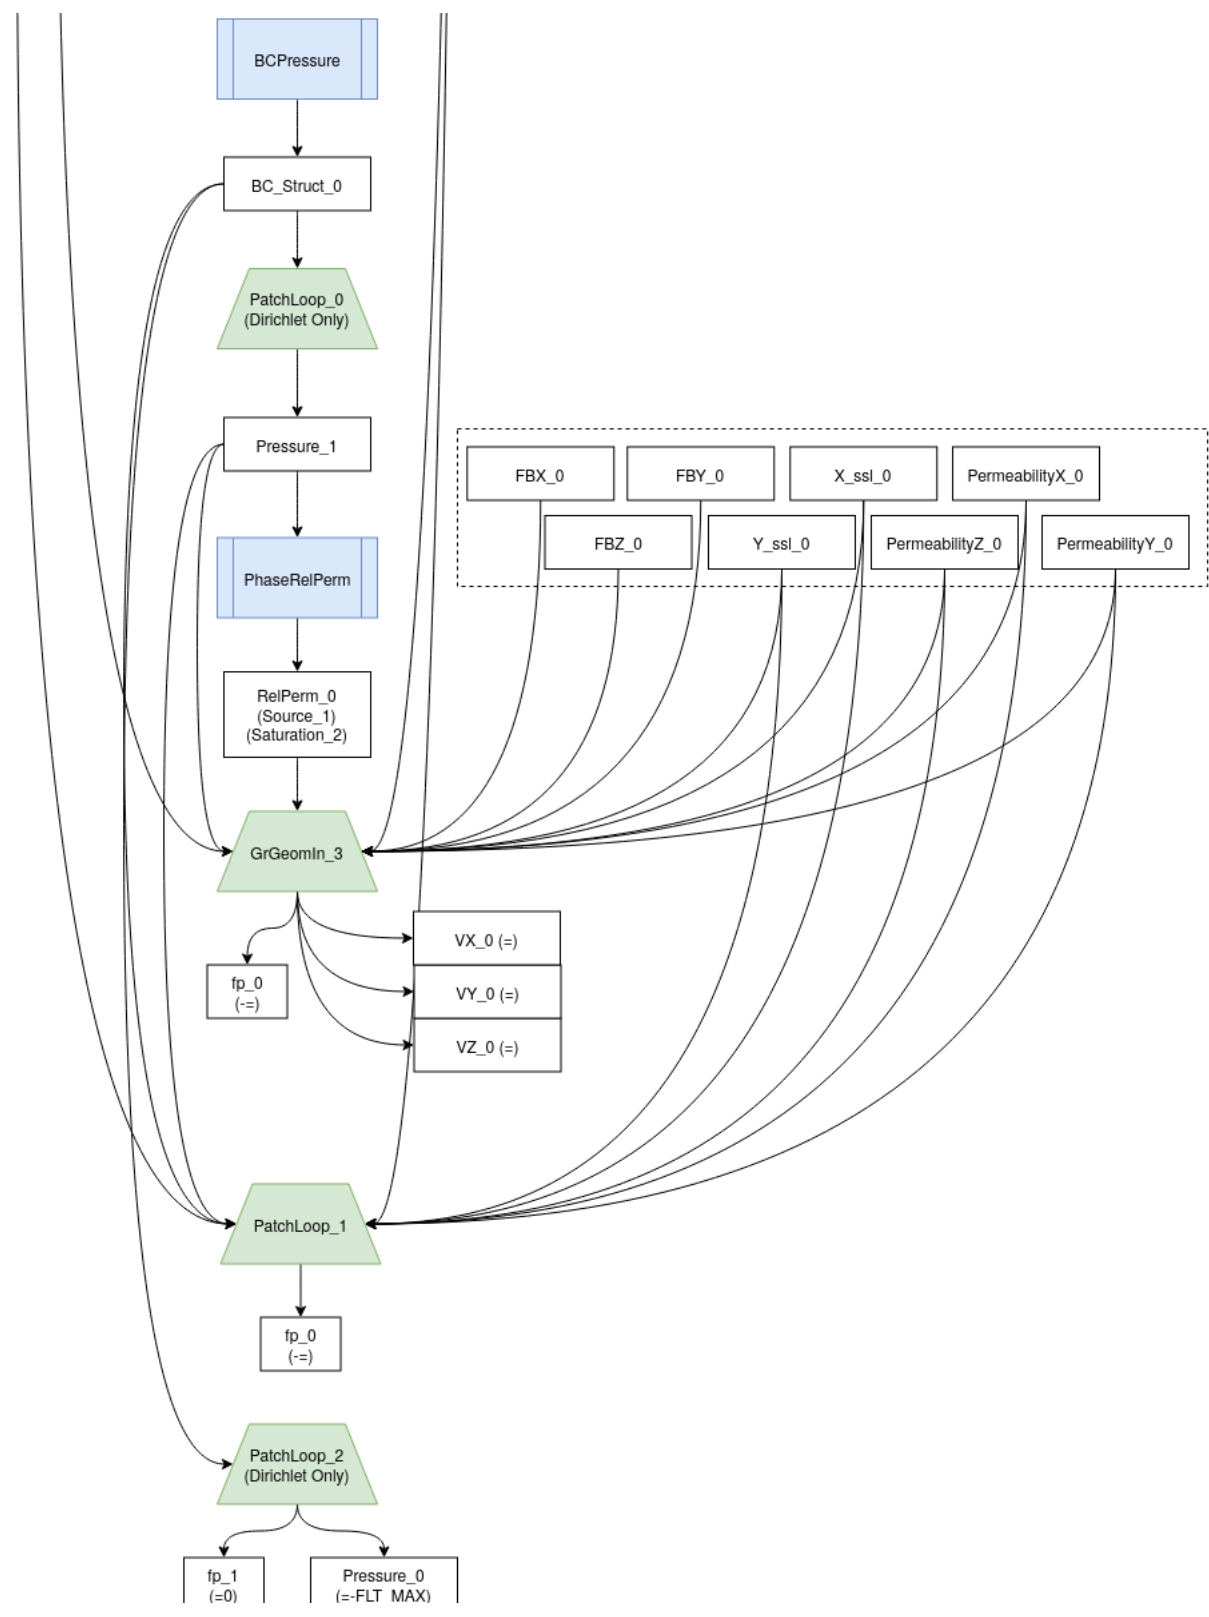 BCPressure
BC_Struct_0
PatchLoop_0
(Dirichlet Only)
Pressure_1
FBX_0
FBY_0
X_ssl_0
PermeabilityX_0
FBZ_0
Y_ssl_0
PermeabilityZ_0
PermeabilityY_0
PhaseRelPerm
RelPerm_0
(Source_1)
(Saturation_2)
GrGeomIn_3
VX_0 (=)
fp_0
(-=)
VY_0 (=)
VZ_0 (=)
PatchLoop_1
fp_0
(-=)
PatchLoop_2
(Dirichlet Only)
fp_1
(=0)
Pressure_0
(=-FLT_MAX)